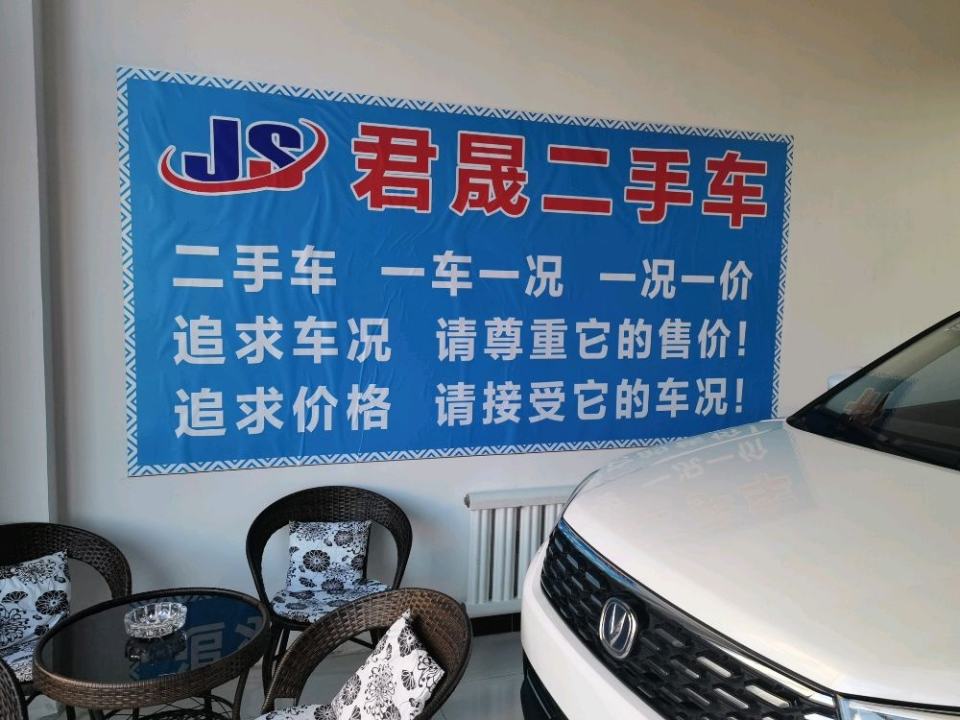 JS 君晟二手车
二手车 一车一况 一况一价
追求车况 请尊重它的售价!
追求价格 请接受它的车况!